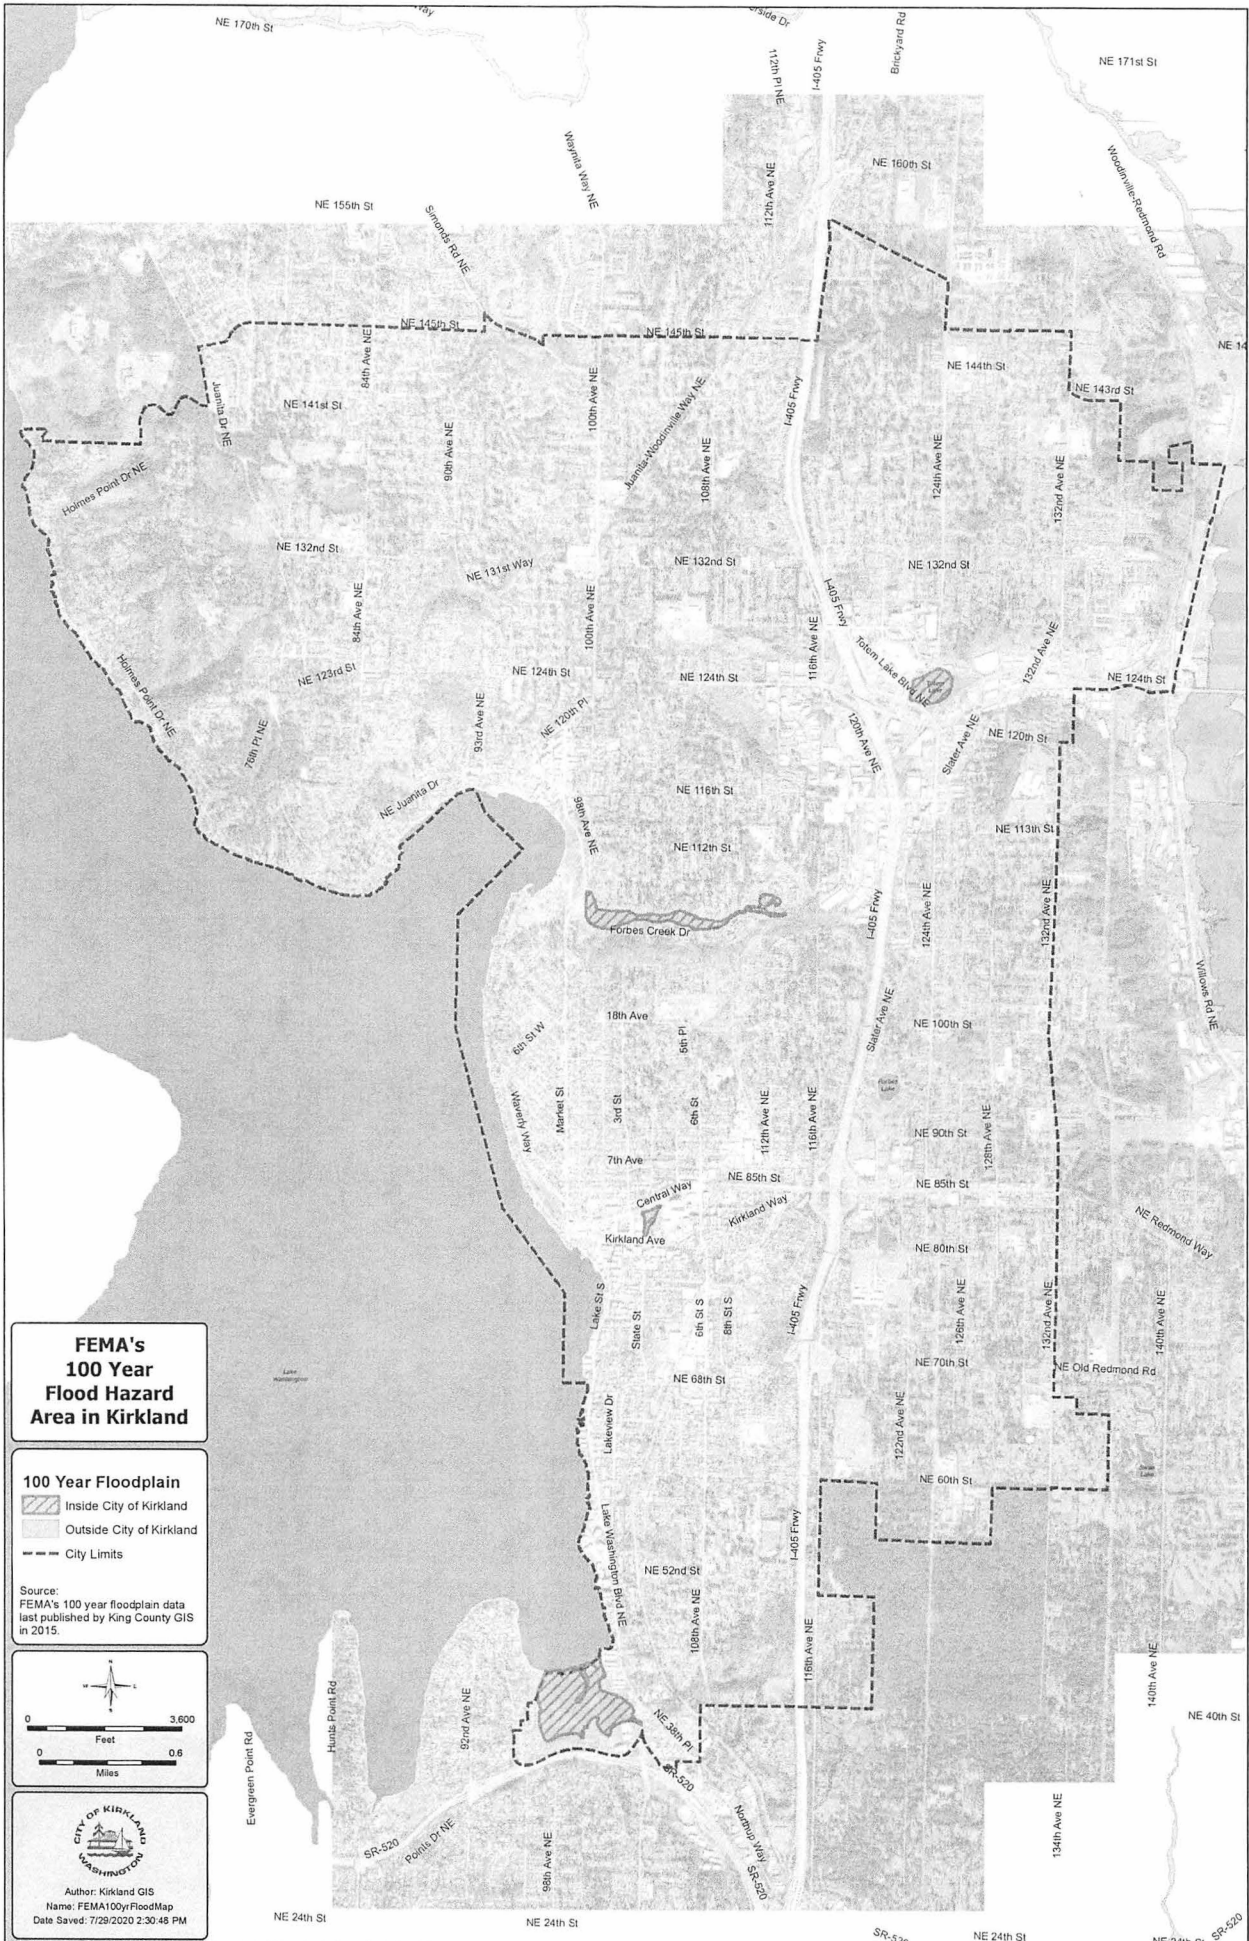 NE 170th St
112th Pl NE
I-405 Frwy
Brickyard Rd
NE 171st St
Waynita Way NE
NE 160th St
112th Ave NE
Woodinville-Redmond Rd
NE 155th St
Simonds Rd NE
NE 145th St
NE 145th St
84th Ave NE
NE 144th St
NE 143rd St
NE 14
Juanita Dr NE
NE 141st St
100th Ave NE
Juanita-Woodinville Way NE
I-405 Frwy
90th Ave NE
108th Ave NE
124th Ave NE
132nd Ave NE
Holmes Point Dr NE
NE 132nd St
NE 131st Way
NE 132nd St
NE 132nd St
84th Ave NE
100th Ave NE
I-405 Frwy
116th Ave NE
Totem Lake Blvd NE
132nd Ave NE
Holmes Point Dr NE
NE 123rd St
NE 124th St
NE 124th St
NE 124th St
76th Pl NE
93rd Ave NE
NE 120th Pl
120th Ave NE
Slater Ave NE
NE 120th St
NE Juanita Dr
NE 116th St
98th Ave NE
NE 112th St
NE 113th St
Forbes Creek Dr
I-405 Frwy
124th Ave NE
132nd Ave NE
Willows Rd NE
18th Ave
6th St W
5th Pl
Slater Ave NE
NE 100th St
Forbes
Lake
Waverly Way
Market St
3rd St
6th St
112th Ave NE
116th Ave NE
NE 90th St
128th Ave NE
7th Ave
NE 85th St
NE 85th St
Central Way
Kirkland Way
NE Redmond Way
Kirkland Ave
NE 80th St
Lake St S
State St
6th St S
8th St S
I-405 Frwy
126th Ave NE
132nd Ave NE
140th Ave NE
NE 70th St
NE Old Redmond Rd
Lake
Washington
NE 68th St
Lakeview Dr
122nd Ave NE
NE 60th St
Lake Washington Blvd NE
I-405 Frwy
NE 52nd St
108th Ave NE
116th Ave NE
140th Ave NE
Hunts Point Rd
92nd Ave NE
NE 38th Pl
NE 40th St
Evergreen Point Rd
SR-520
SR-520
Points Dr NE
98th Ave NE
Northup Way
SR-520
134th Ave NE
NE 24th St
NE 24th St
NE 24th St
SR-520
FEMA's
100 Year
Flood Hazard
Area in Kirkland
100 Year Floodplain
Inside City of Kirkland
Outside City of Kirkland
City Limits
Source:
FEMA's 100 year floodplain data
last published by King County GIS
in 2015.
N
S
0 3,600
Feet
0 0.6
Miles
CITY OF KIRKLAND
WASHINGTON
Author: Kirkland GIS
Name: FEMA100yrFloodMap
Date Saved: 7/29/2020 2:30:48 PM